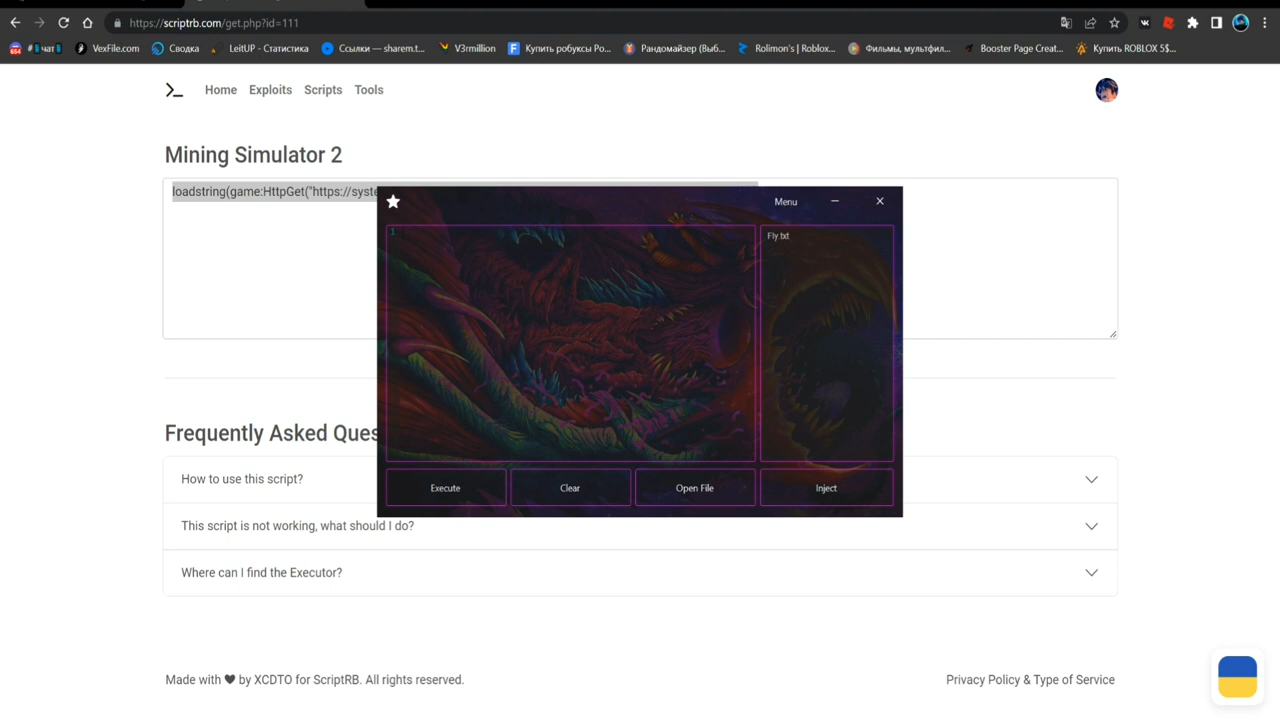 https://scriptrb.com/get.php?id=111
VexFile.com
Сводка
LeitUP - Статистика
Ссылки — sharem.t...
V3rmillion
Купить робуксы Ро...
Рандомайзер (Выб...
Rolimon's | Roblox...
Фильмы, мультфил...
Booster Page Creat...
Купить ROBLOX 5$...
Home
Exploits
Scripts
Tools
Mining Simulator 2
loadstring(game:HttpGet("https://syste
Menu
1
Fly.txt
Execute
Clear
Open File
Inject
Frequently Asked Ques
How to use this script?
This script is not working, what should I do?
Where can I find the Executor?
Made with ♥ by XCDTO for ScriptRB. All rights reserved.
Privacy Policy & Type of Service